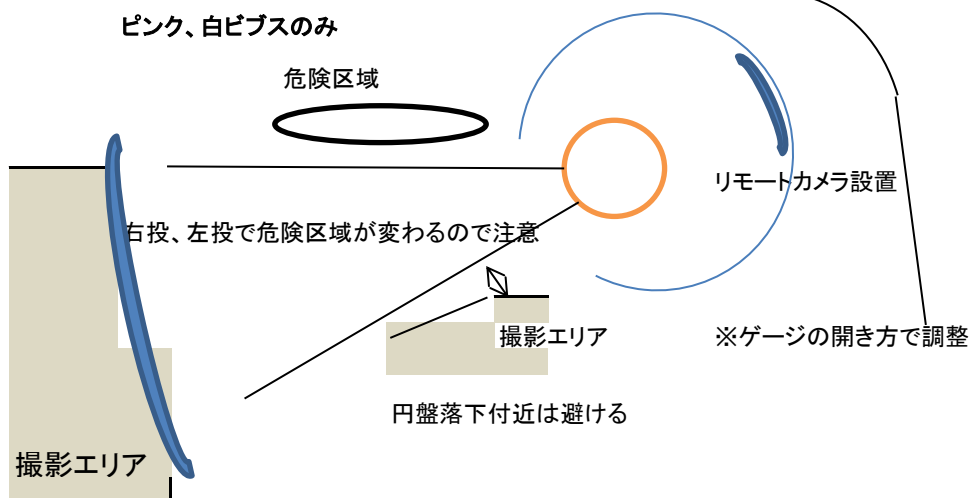 ピンク、白ビブスのみ
危険区域
リモートカメラ設置
右投、左投で危険区域が変わるので注意
撮影エリア
※ゲージの開き方で調整
円盤落下付近は避ける
撮影エリア